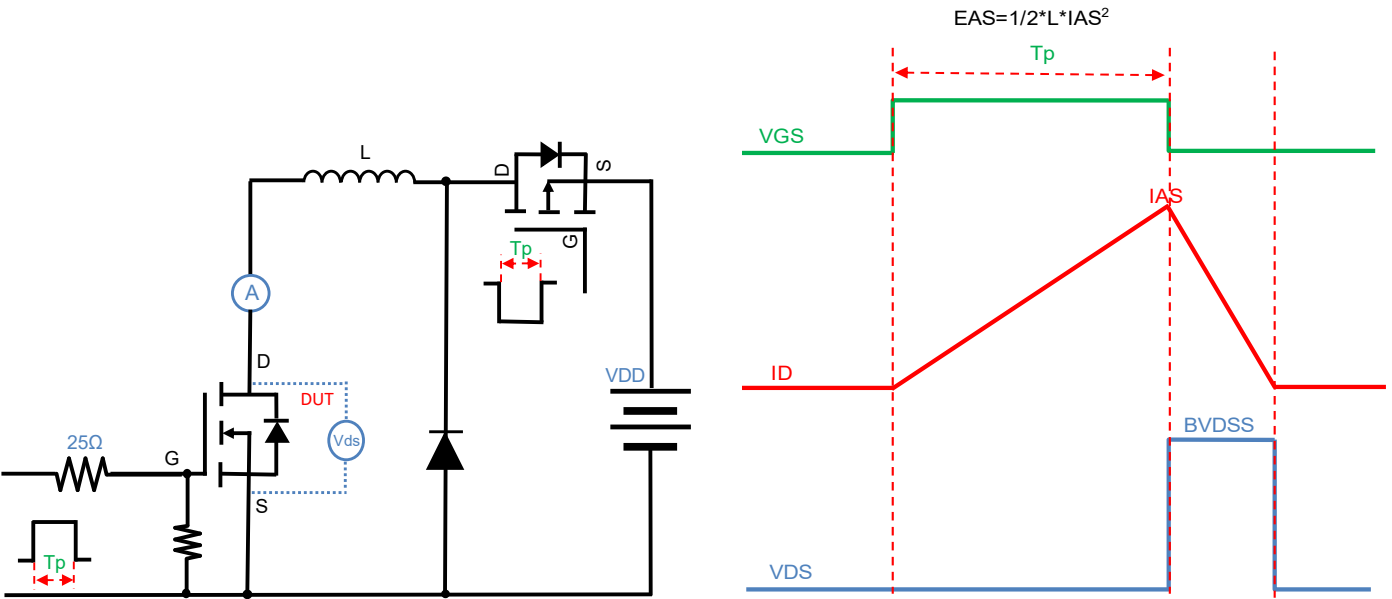 EAS=1/2*L*IAS²
Tp
VGS
IAS
ID
BVDSS
VDS
L
D
S
G
Tp
A
D
DUT
Vds
VDD
25Ω
G
S
Tp